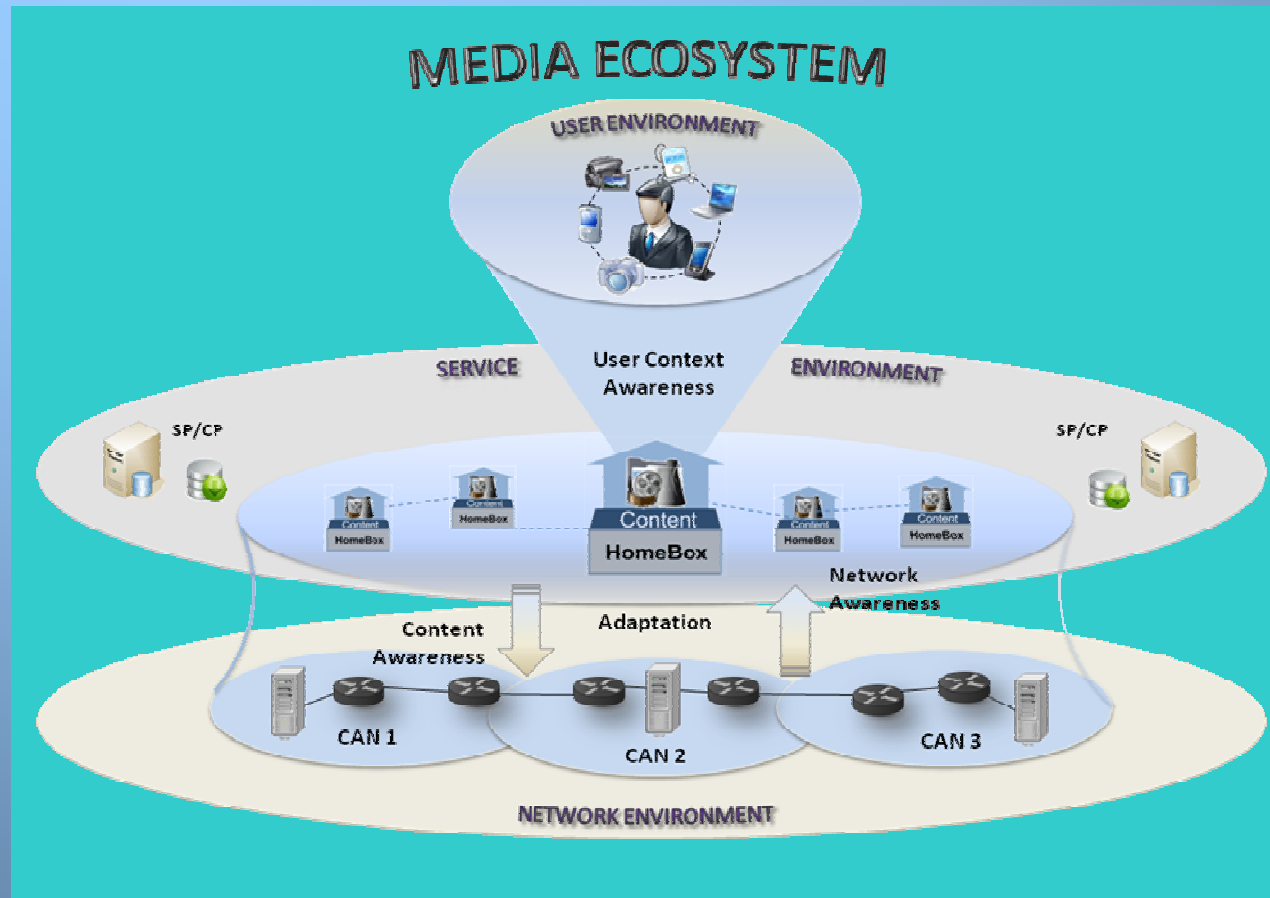 MEDIA ECOSYSTEM
USER ENVIRONMENT
User Context
Awareness
SERVICE
ENVIRONMENT
SP/CP
SP/CP
Content
HomeBox
Content
HomeBox
Content
HomeBox
Content
HomeBox
Content
HomeBox
Network
Awareness
Adaptation
Content
Awareness
CAN 1
CAN 2
CAN 3
NETWORK ENVIRONMENT